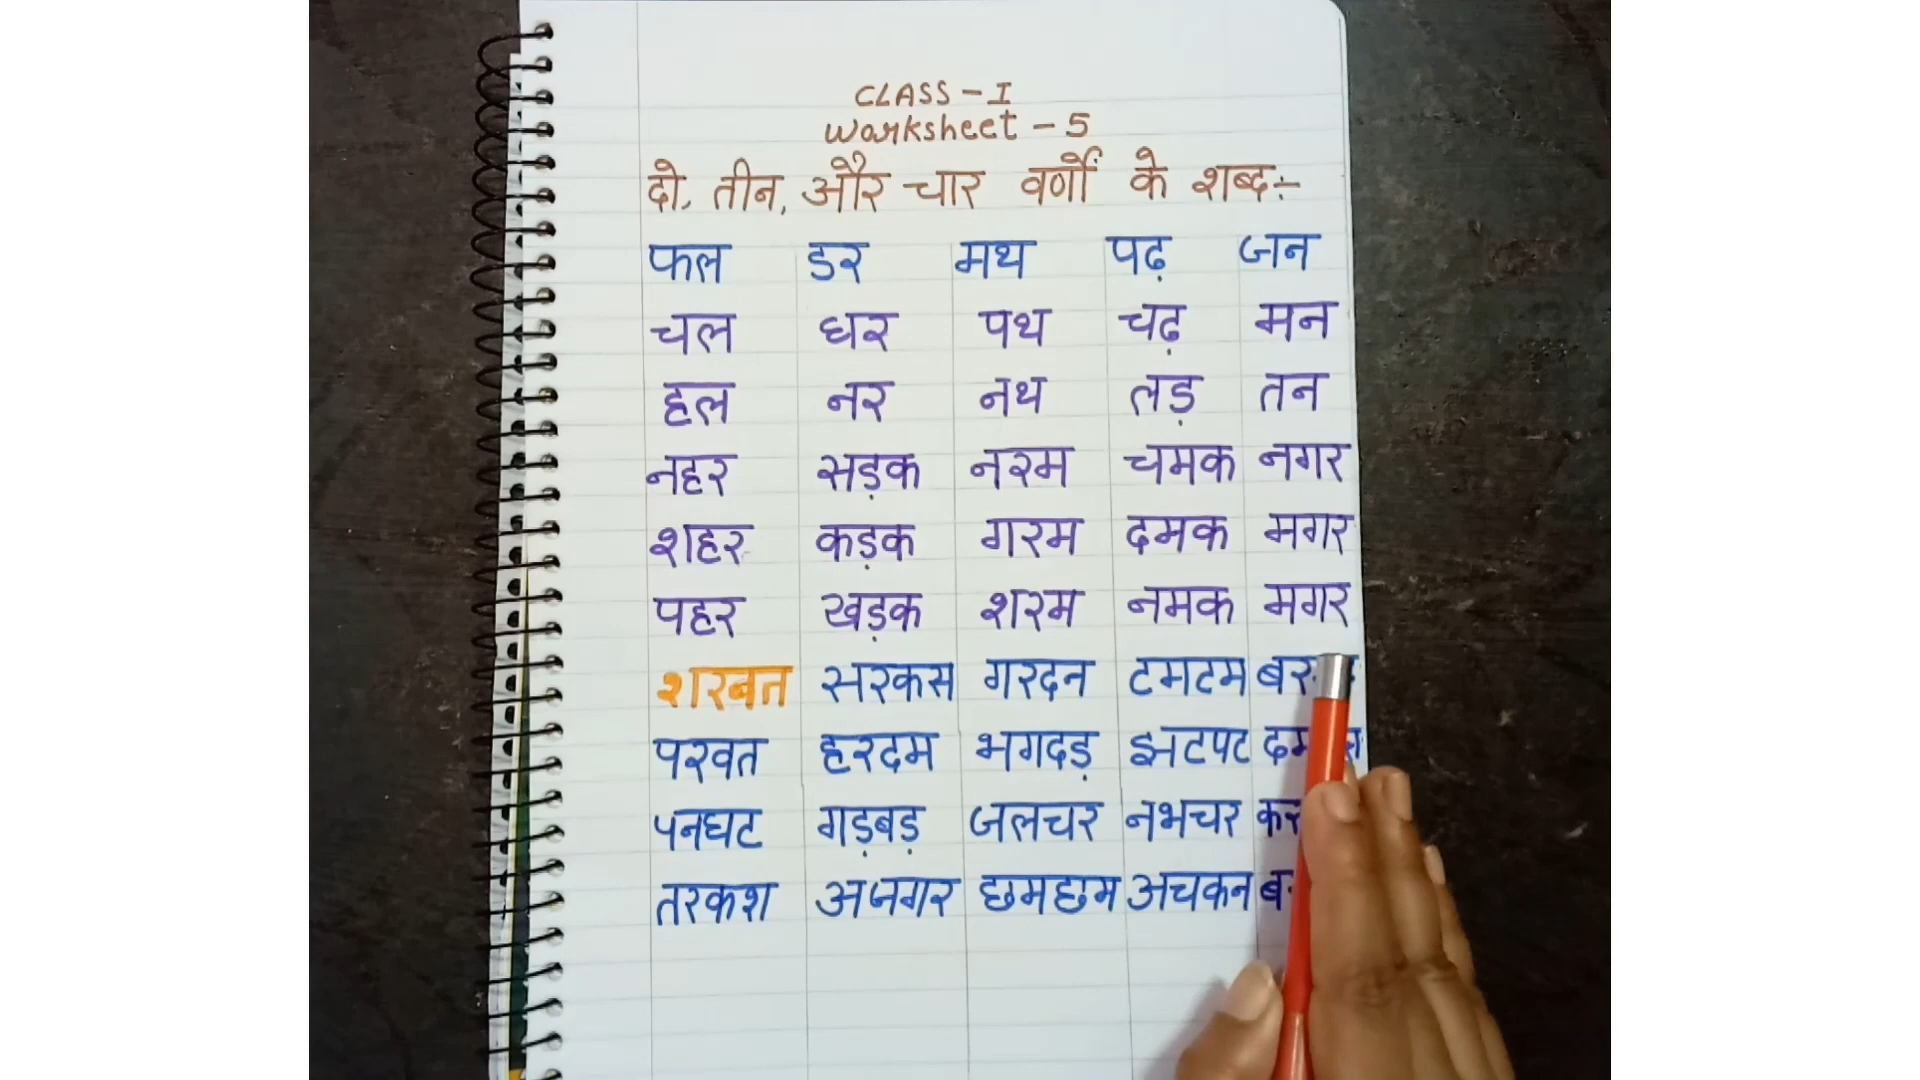 CLASS - I
Worksheet - 5
दो, तीन, और चार वर्णों के शब्द :-
फल डर मथ पढ़ जन
चल घर पथ चढ़ मन
हल नर नथ लड़ तन
नहर सड़क नरम चमक नगर
शहर कड़क गरम दमक मगर
पहर खड़क शरम नमक मगर
शरबत सरकस गरदन टमटम
परवत हरदम भगदड़ झटपट
पनघट गड़बड़ जलचर नभचर
तरकश अजगर छमछम अचकन